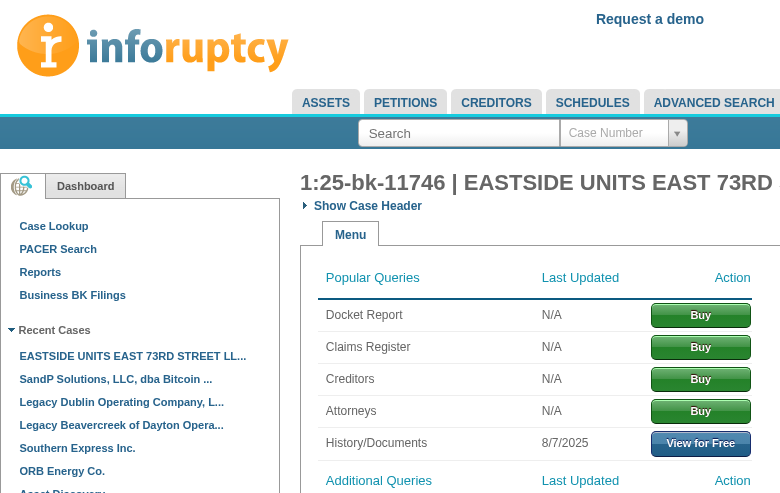 Request a demo
inforuptcy
ASSETS PETITIONS CREDITORS SCHEDULES ADVANCED SEARCH
Search Case Number
Dashboard
Case Lookup
PACER Search
Reports
Business BK Filings
Recent Cases
EASTSIDE UNITS EAST 73RD STREET LL...
SandP Solutions, LLC, dba Bitcoin ...
Legacy Dublin Operating Company, L...
Legacy Beavercreek of Dayton Opera...
Southern Express Inc.
ORB Energy Co.
Asset Discovery
1:25-bk-11746 | EASTSIDE UNITS EAST 73RD
Show Case Header
Menu
Popular Queries Last Updated Action
Docket Report N/A Buy
Claims Register N/A Buy
Creditors N/A Buy
Attorneys N/A Buy
History/Documents 8/7/2025 View for Free
Additional Queries Last Updated Action